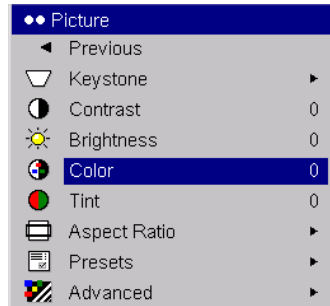 Picture
Previous
Keystone
Contrast 0
Brightness 0
Color 0
Tint 0
Aspect Ratio
Presets
Advanced